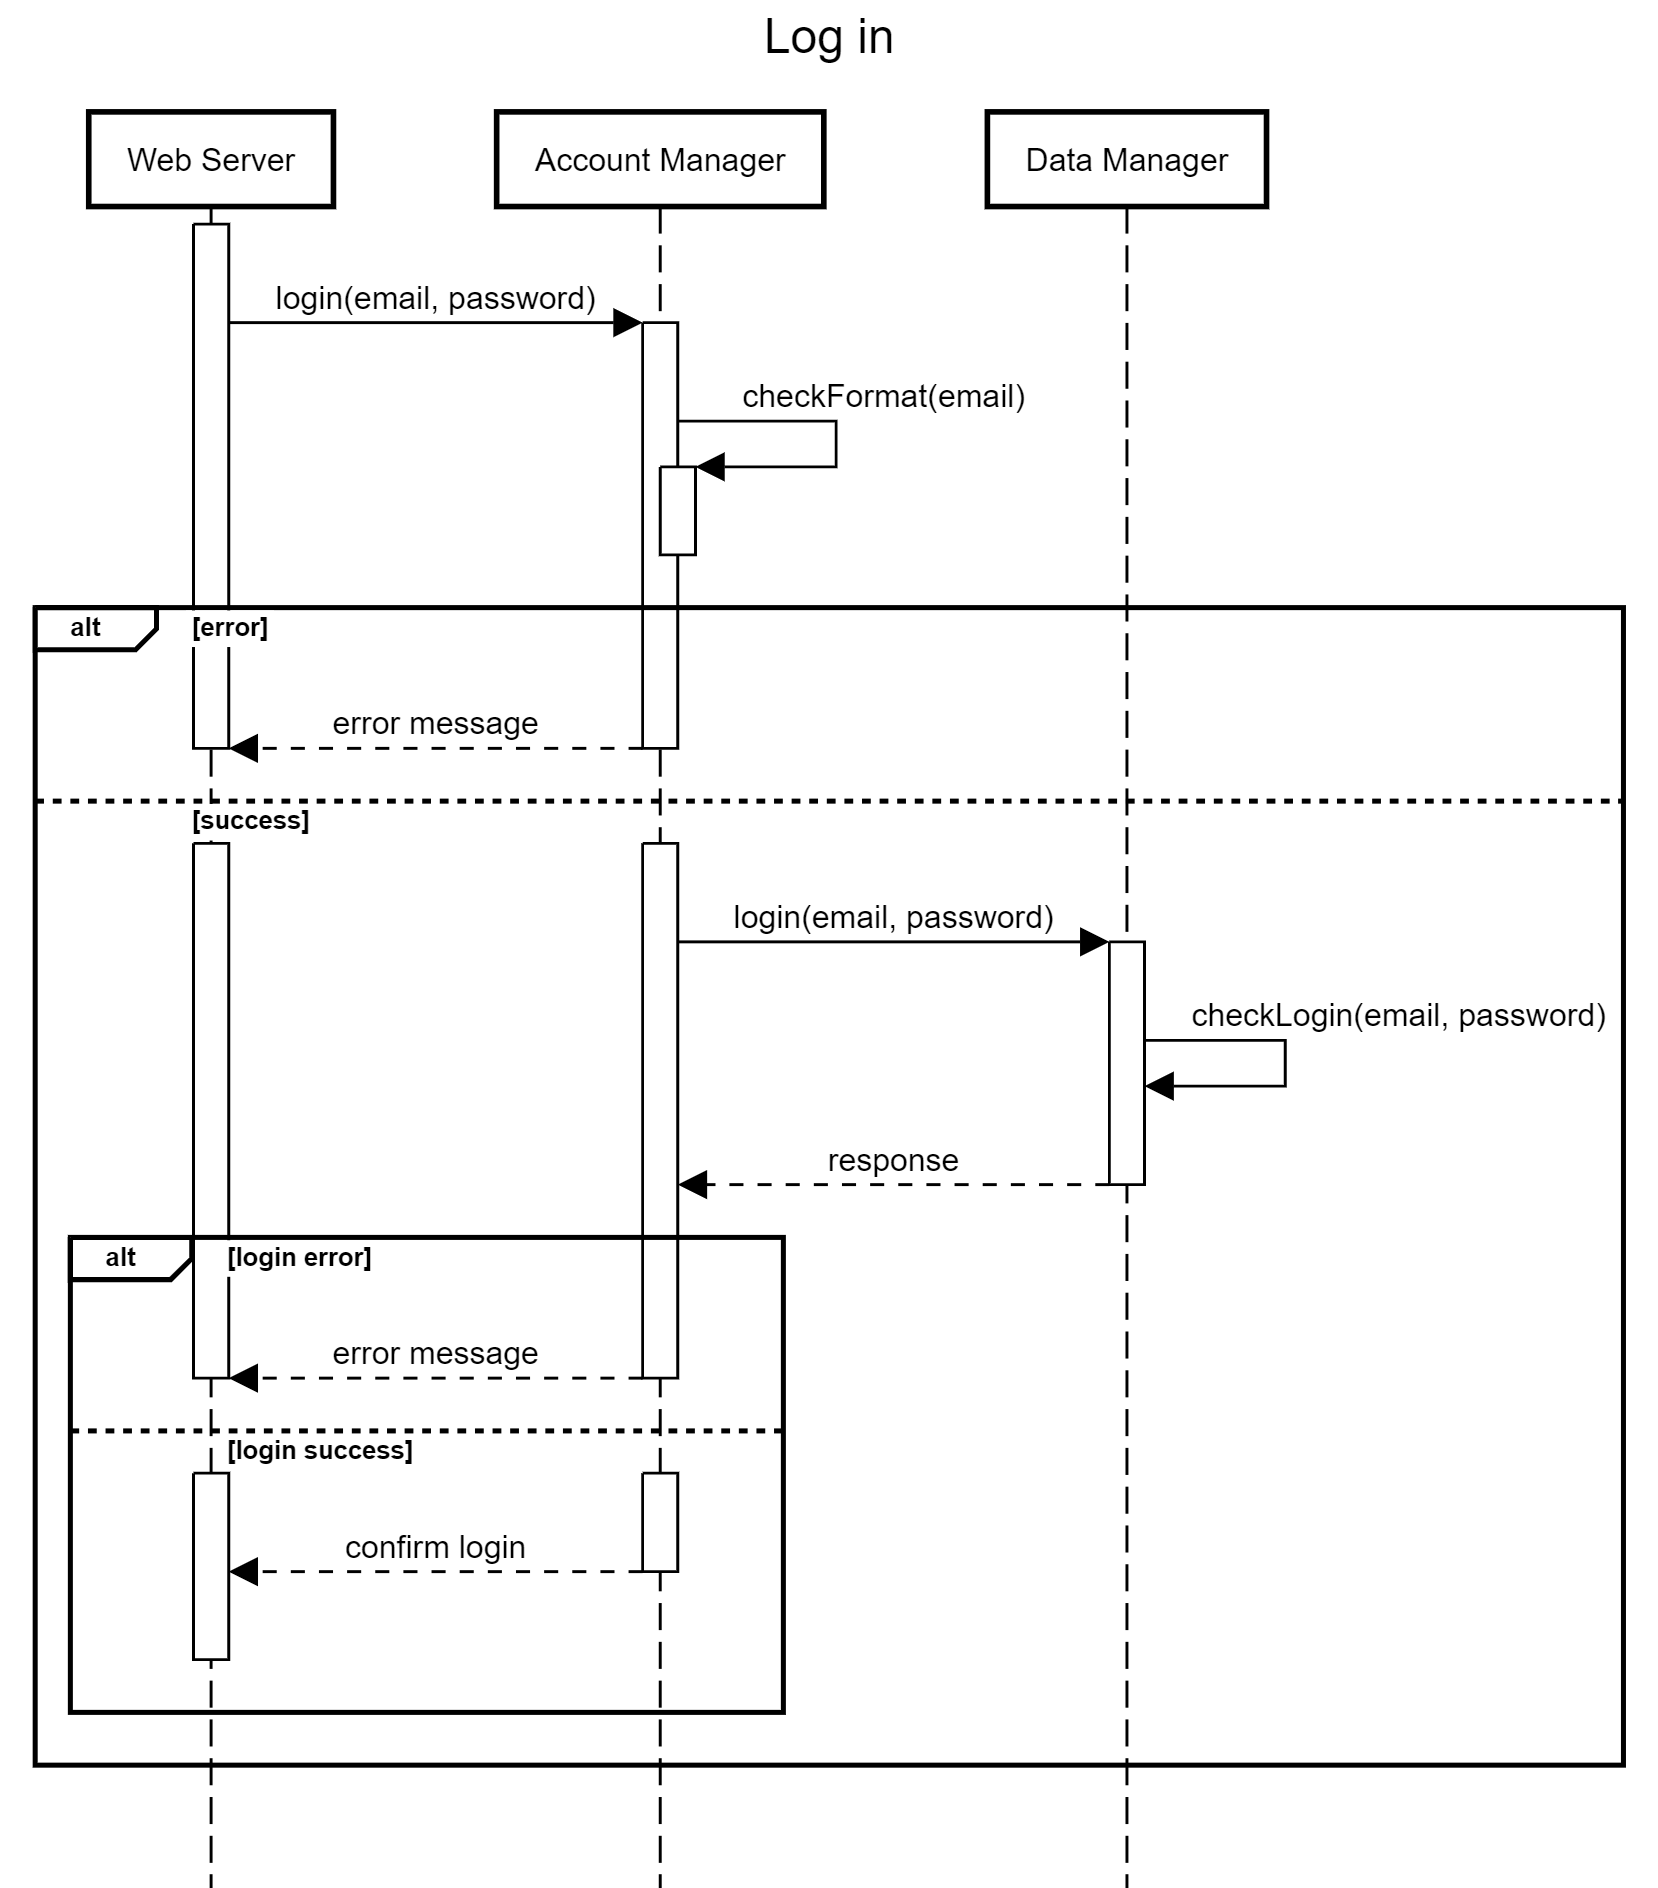 Log in
Web Server
Account Manager
Data Manager
login(email, password)
checkFormat(email)
alt
[error]
error message
[success]
login(email, password)
checkLogin(email, password)
response
alt
[login error]
error message
[login success]
confirm login